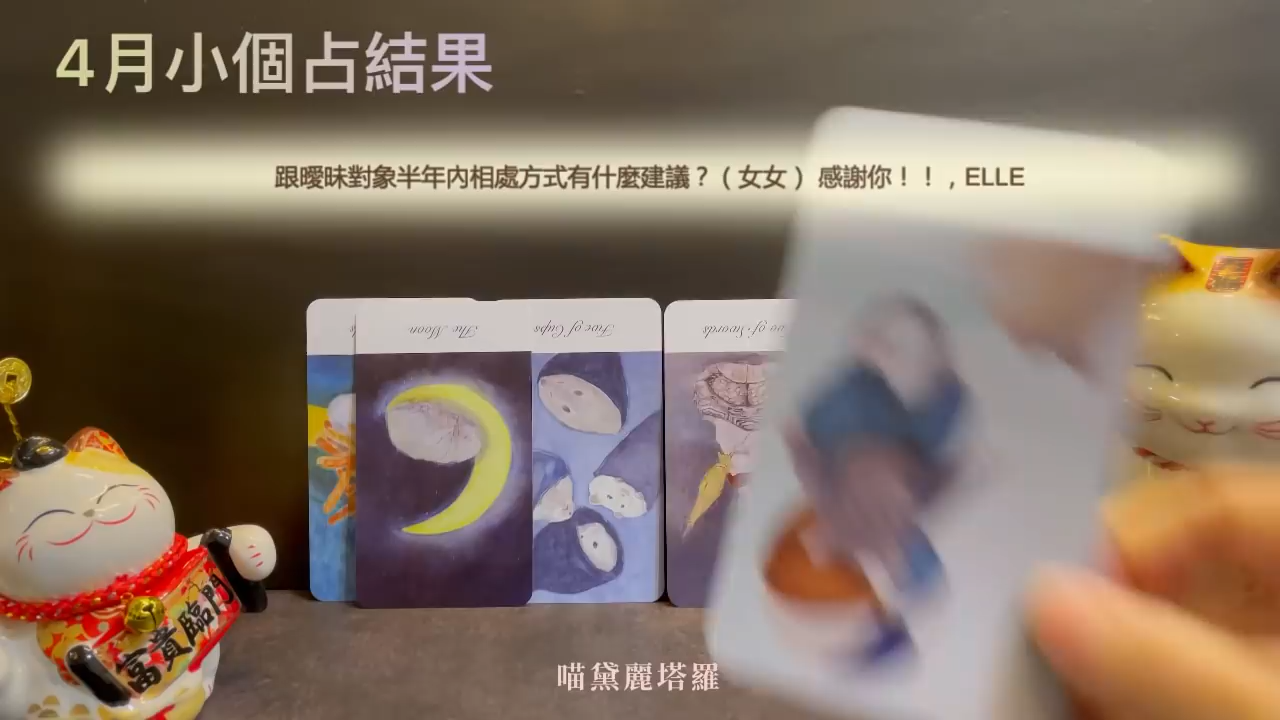 4月小個占結果
跟曖昧對象半年內相處方式有什麼建議？（女女）感謝你！！，ELLE
The Moon
Five of Cups
of Swords
富貴臨門
喵黛麗塔羅